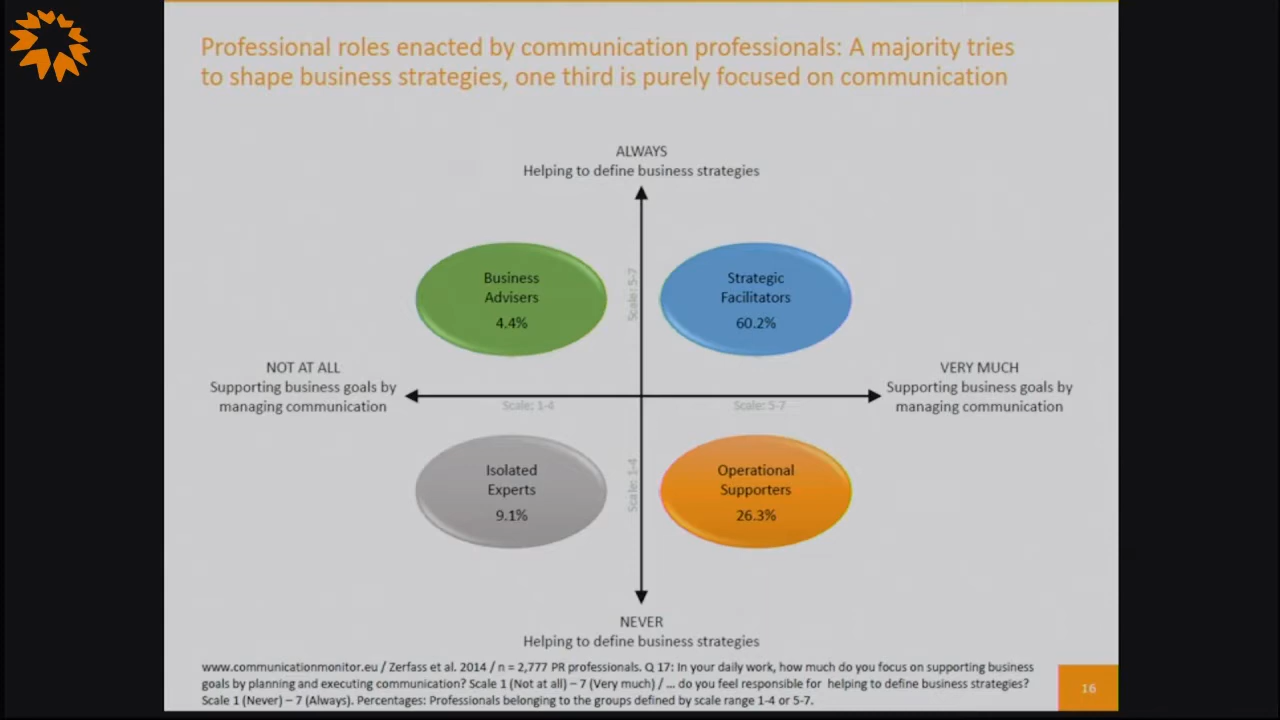 Professional roles enacted by communication professionals: A majority tries
to shape business strategies, one third is purely focused on communication
ALWAYS
Helping to define business strategies
Business
Advisers
4.4%
Scale: 5-7
Strategic
Facilitators
60.2%
NOT AT ALL
Supporting business goals by
managing communication
VERY MUCH
Supporting business goals by
managing communication
Scale: 1-4
Scale: 5-7
Isolated
Experts
9.1%
Scale: 1-4
Operational
Supporters
26.3%
NEVER
Helping to define business strategies
www.communicationmonitor.eu / Zerfass et al. 2014 / n = 2,777 PR professionals. Q 17: In your daily work, how much do you focus on supporting business
goals by planning and executing communication? Scale 1 (Not at all) – 7 (Very much) / ... do you feel responsible for helping to define business strategies?
Scale 1 (Never) – 7 (Always). Percentages: Professionals belonging to the groups defined by scale range 1-4 or 5-7.
16